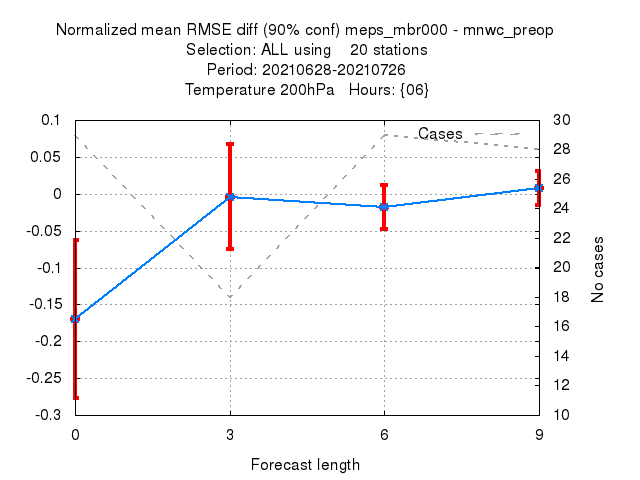 Normalized mean RMSE diff (90% conf) meps_mbr000 - mnwc_preop
Selection: ALL using    20 stations
Period: 20210628-20210726
Temperature 200hPa   Hours: {06}
0.1
0.05
0
-0.05
-0.1
-0.15
-0.2
-0.25
-0.3
Cases
30
28
26
24
22
20
18
16
14
12
10
No cases
0 3 6 9
Forecast length